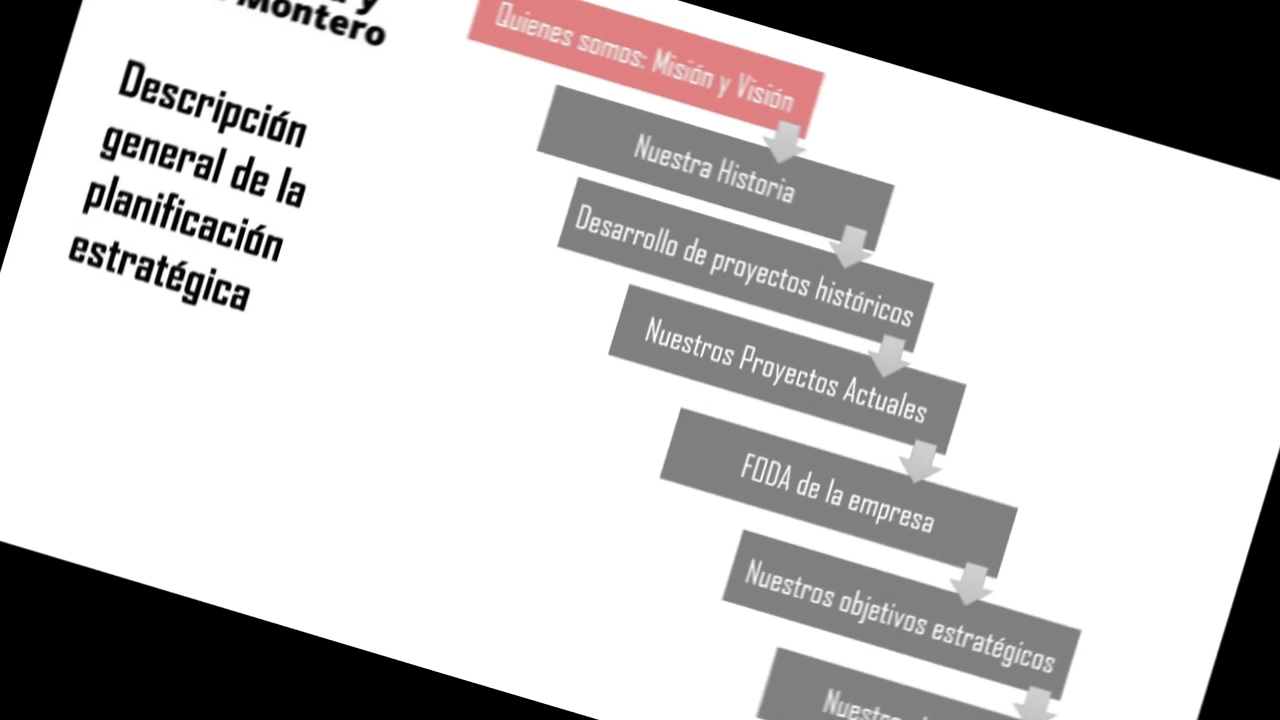 Montero
Descripción
general de la
planificación
estratégica
Quienes somos: Misión y Visión
Nuestra Historia
Desarrollo de proyectos históricos
Nuestros Proyectos Actuales
FODA de la empresa
Nuestros objetivos estratégicos